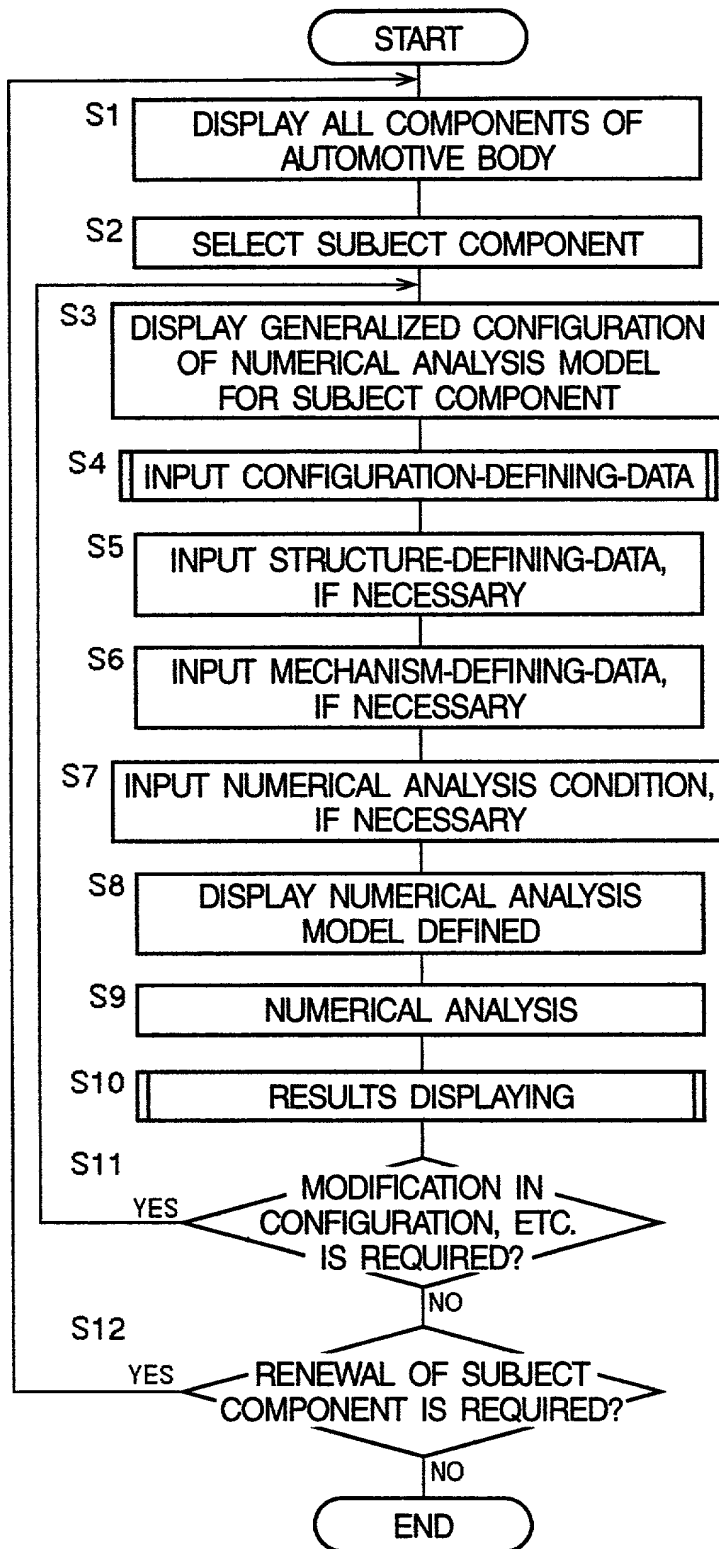 START
S1
DISPLAY ALL COMPONENTS OF
AUTOMOTIVE BODY
S2
SELECT SUBJECT COMPONENT
S3
DISPLAY GENERALIZED CONFIGURATION
OF NUMERICAL ANALYSIS MODEL
FOR SUBJECT COMPONENT
S4
INPUT CONFIGURATION-DEFINING-DATA
S5
INPUT STRUCTURE-DEFINING-DATA,
IF NECESSARY
S6
INPUT MECHANISM-DEFINING-DATA,
IF NECESSARY
S7
INPUT NUMERICAL ANALYSIS CONDITION,
IF NECESSARY
S8
DISPLAY NUMERICAL ANALYSIS
MODEL DEFINED
S9
NUMERICAL ANALYSIS
S10
RESULTS DISPLAYING
S11
MODIFICATION IN
CONFIGURATION, ETC.
IS REQUIRED?
YES
NO
S12
RENEWAL OF SUBJECT
COMPONENT IS REQUIRED?
YES
NO
END